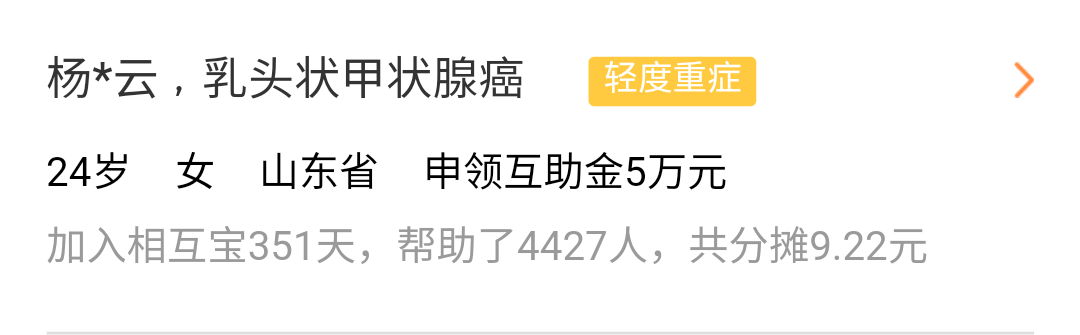 杨*云，乳头状甲状腺癌 轻度重症
24岁 女 山东省 申领互助金5万元
加入相互宝351天，帮助了4427人，共分摊9.22元